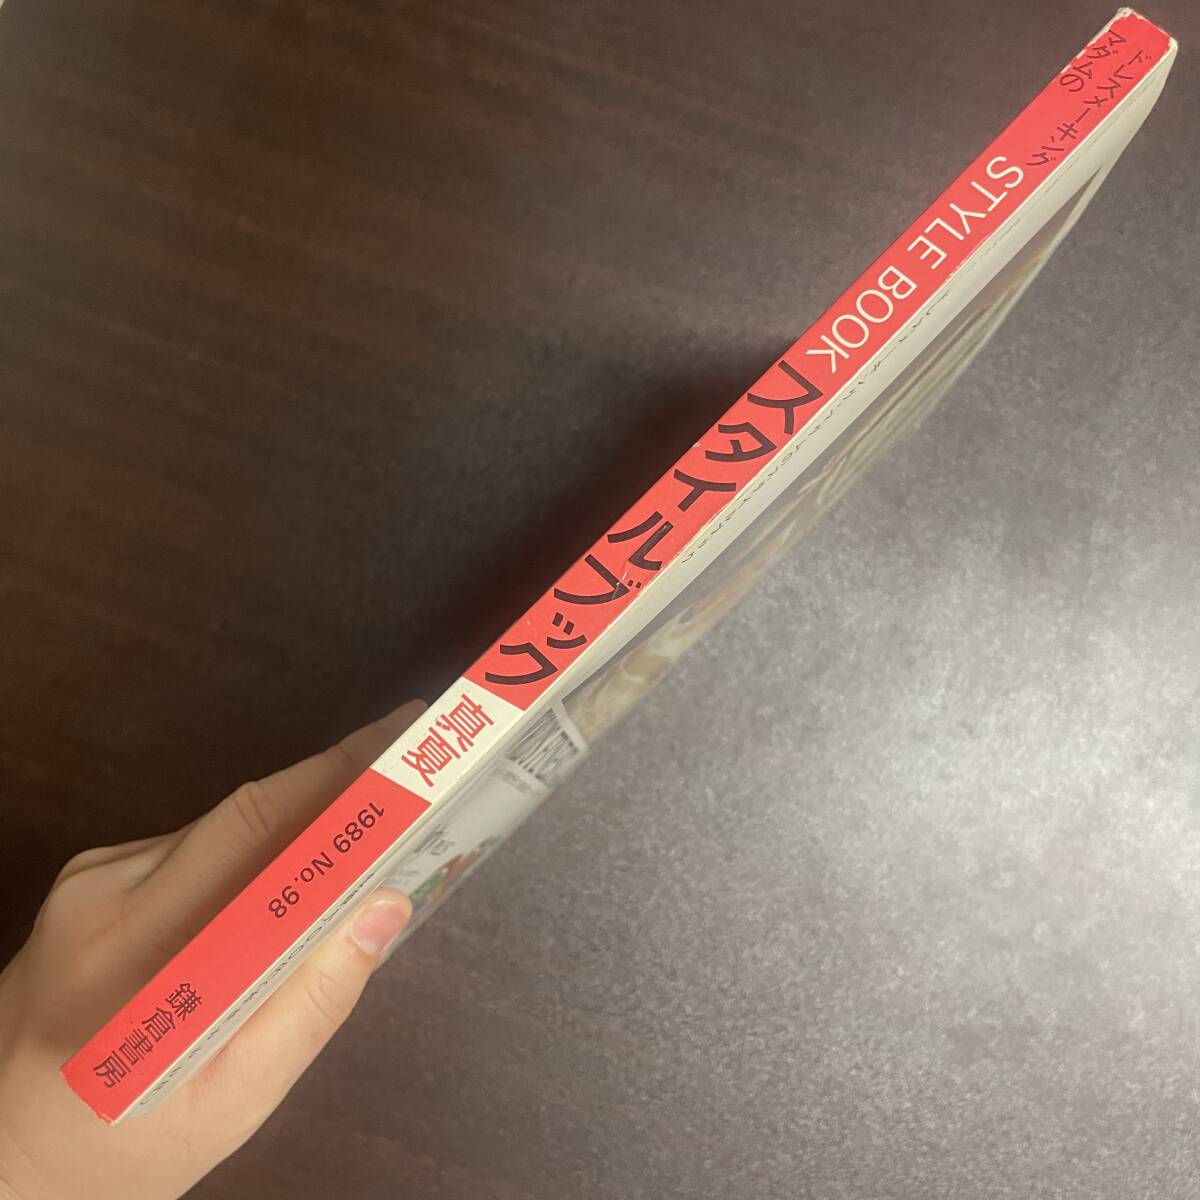 ドレスメーキング
マダムの
STYLE BOOK
スタイルブック
真夏
1989 No.98
鎌倉書房